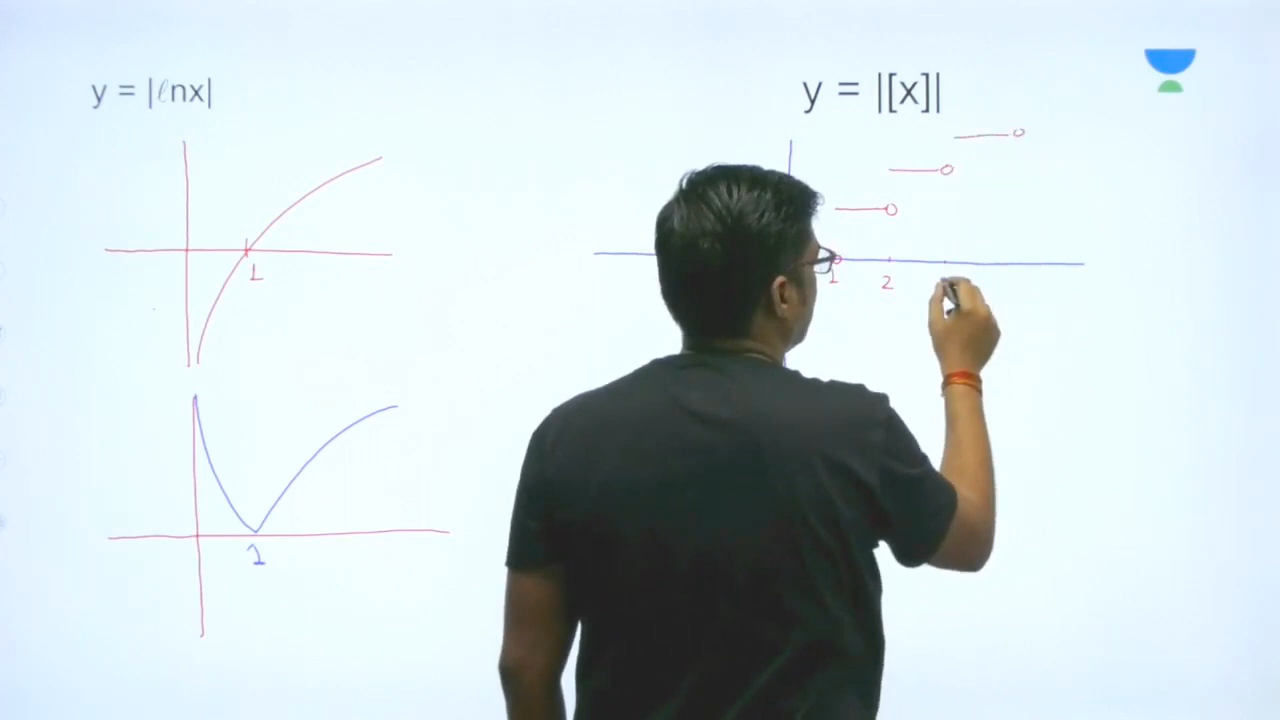 y = |ℓnx|
1
1
y = |[x]|
1 2